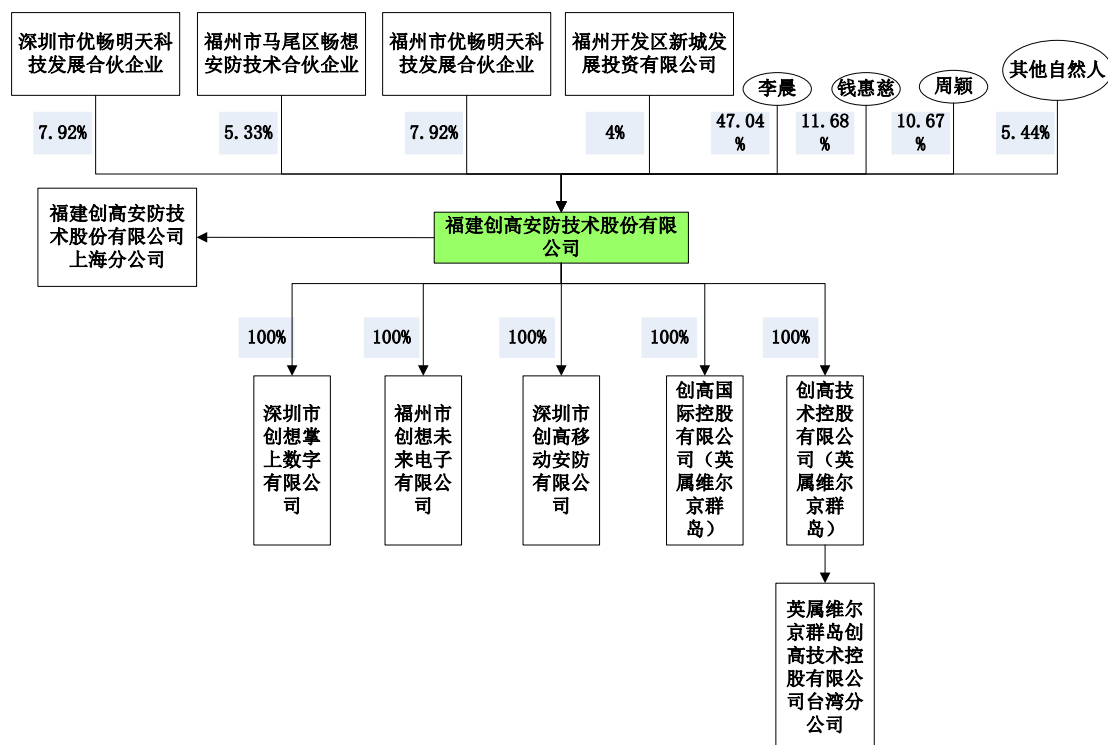 深圳市优畅明天科
技发展合伙企业
福州市马尾区畅想
安防技术合伙企业
福州市优畅明天科
技发展合伙企业
福州开发区新城发
展投资有限公司
李晨
钱惠慈
周颖
其他自然人
7.92%
5.33%
7.92%
4%
47.04
%
11.68
%
10.67
%
5.44%
福建创高安防技
术股份有限公司
上海分公司
福建创高安防技术股份有限
公司
100%
100%
100%
100%
100%
深圳市
创想掌
上数字
有限公
司
福州市
创想未
来电子
有限公
司
深圳市
创高移
动安防
有限公
司
创高国
际控股
有限公
司（英
属维尔
京群
岛）
创高技
术控股
有限公
司（英
属维尔
京群
岛）
英属维尔
京群岛创
高技术控
股有限公
司台湾分
公司